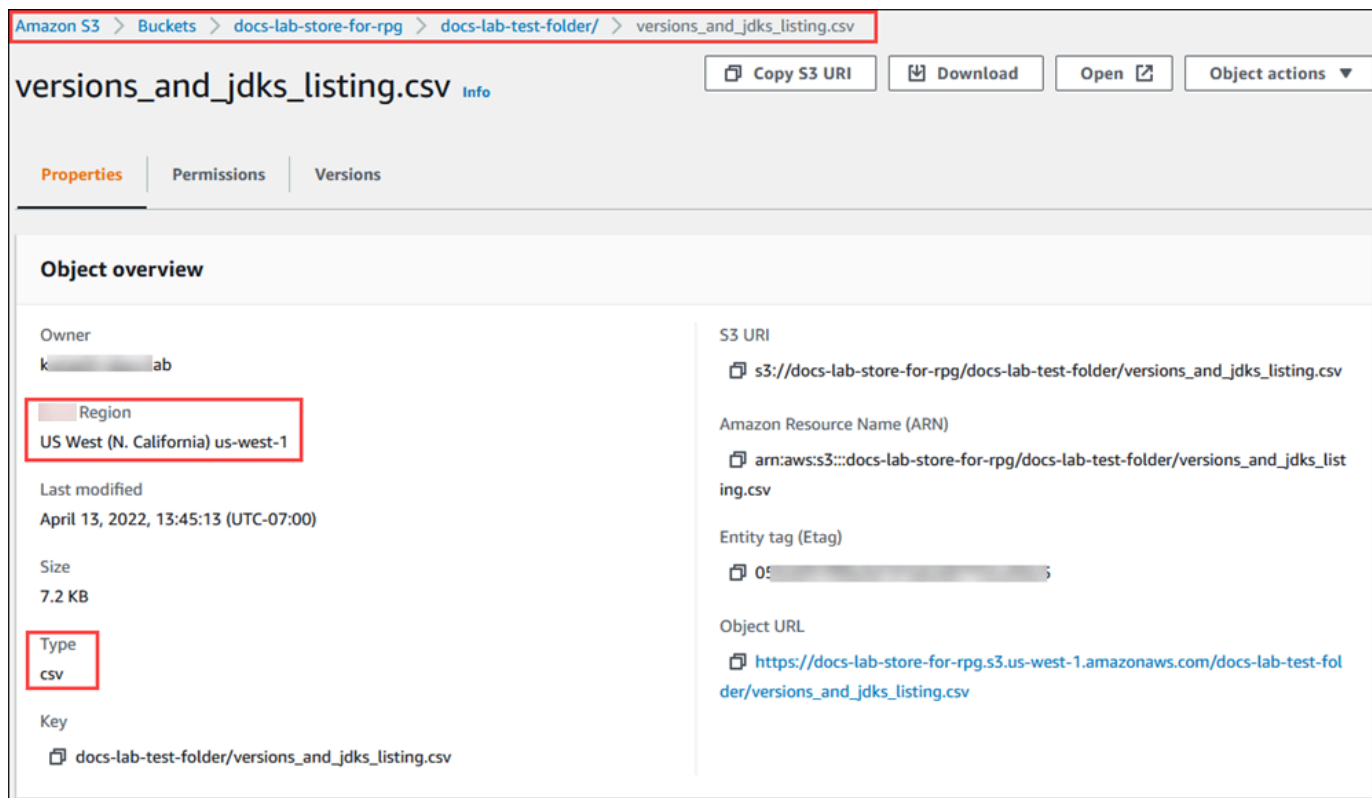 Amazon S3 > Buckets > docs-lab-store-for-rpg > docs-lab-test-folder/ > versions_and_jdks_listing.csv
versions_and_jdks_listing.csv Info
Copy S3 URI
Download
Open
Object actions
Properties
Permissions
Versions
Object overview
Owner
k ab
Region
US West (N. California) us-west-1
Last modified
April 13, 2022, 13:45:13 (UTC-07:00)
Size
7.2 KB
Type
csv
Key
docs-lab-test-folder/versions_and_jdks_listing.csv
S3 URI
s3://docs-lab-store-for-rpg/docs-lab-test-folder/versions_and_jdks_listing.csv
Amazon Resource Name (ARN)
arn:aws:s3:::docs-lab-store-for-rpg/docs-lab-test-folder/versions_and_jdks_list
ing.csv
Entity tag (Etag)
Object URL
https://docs-lab-store-for-rpg.s3.us-west-1.amazonaws.com/docs-lab-test-fol
der/versions_and_jdks_listing.csv